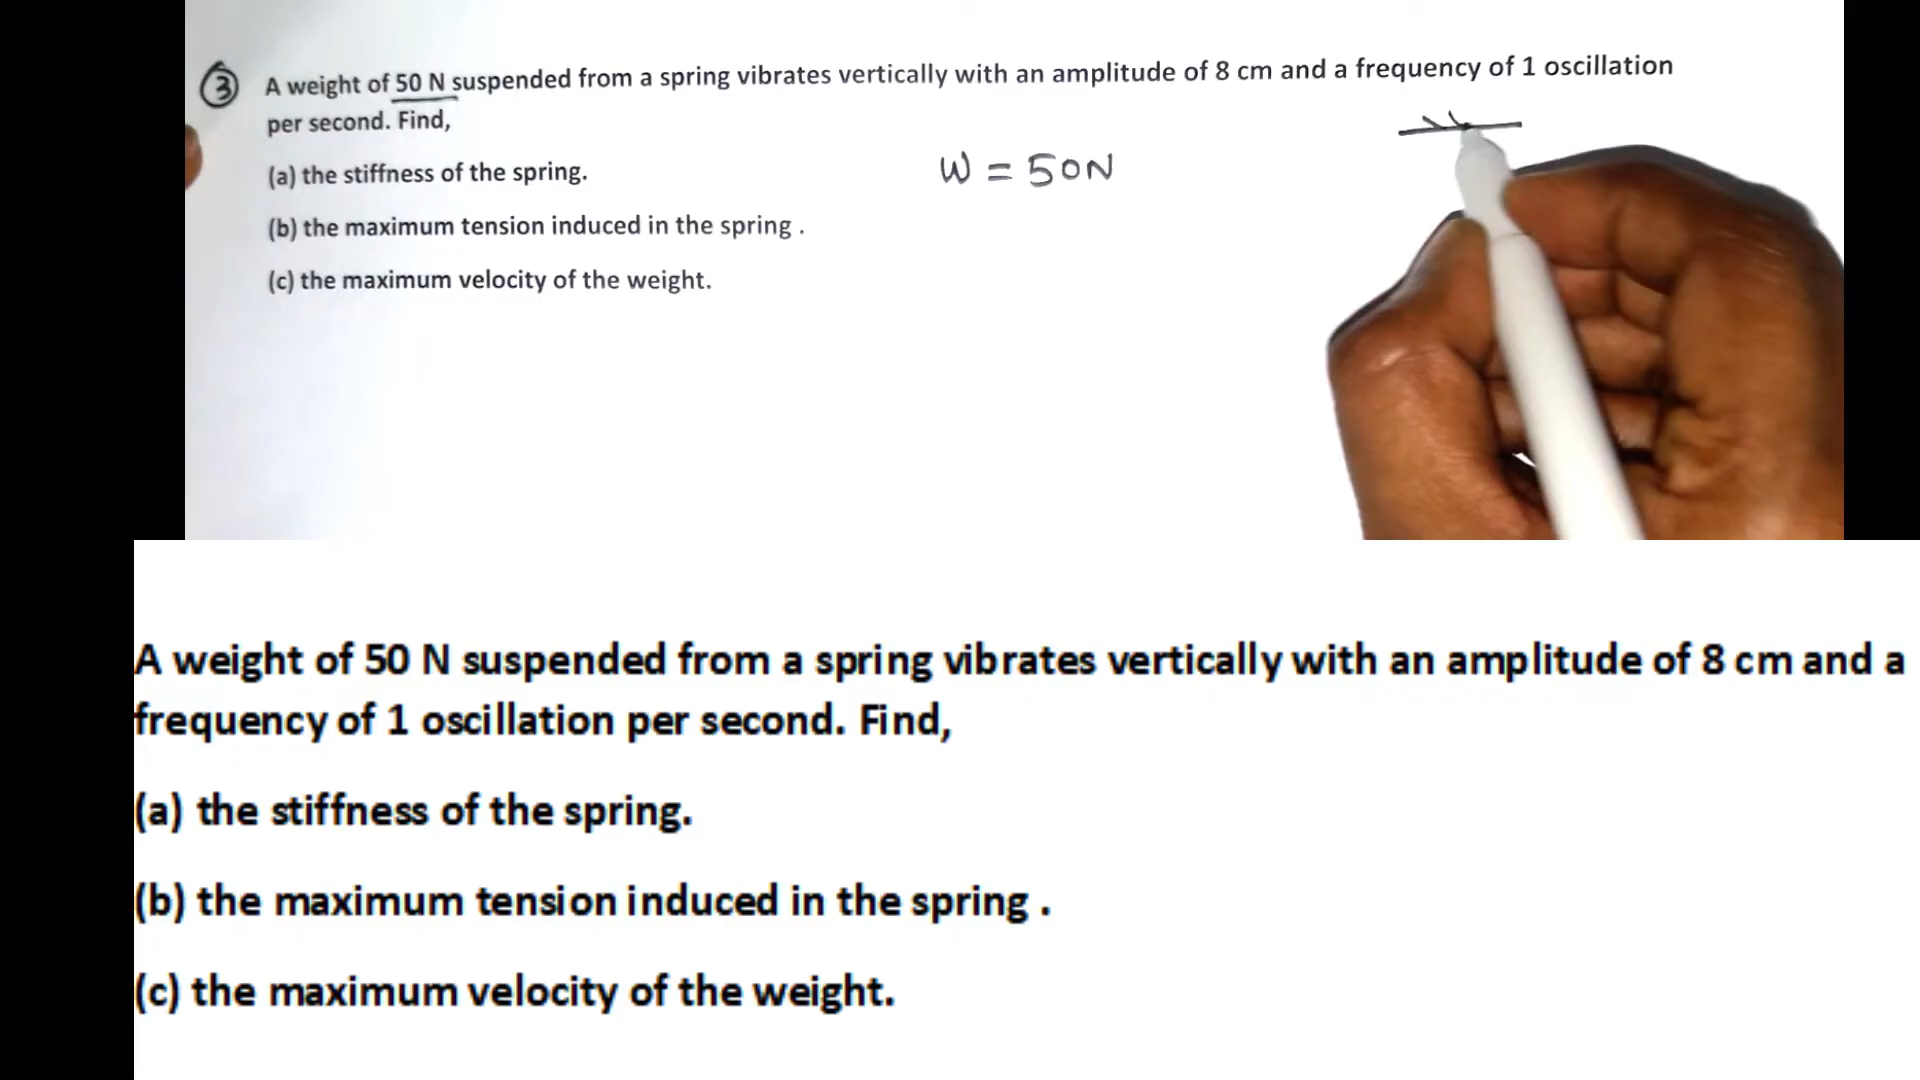 3 A weight of 50 N suspended from a spring vibrates vertically with an amplitude of 8 cm and a frequency of 1 oscillation
per second. Find,
(a) the stiffness of the spring.
W = 50N
(b) the maximum tension induced in the spring .
(c) the maximum velocity of the weight.
A weight of 50 N suspended from a spring vibrates vertically with an amplitude of 8 cm and a
frequency of 1 oscillation per second. Find,
(a) the stiffness of the spring.
(b) the maximum tension induced in the spring .
(c) the maximum velocity of the weight.